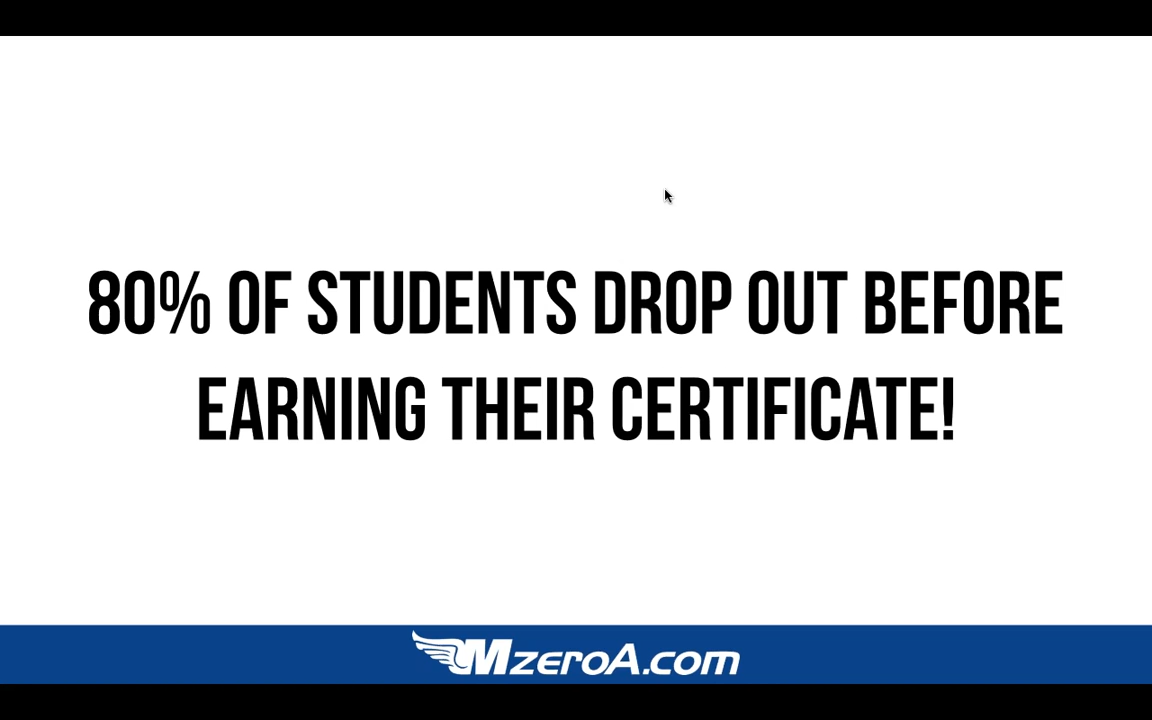 80% OF STUDENTS DROP OUT BEFORE
EARNING THEIR CERTIFICATE!
MzeroA.com